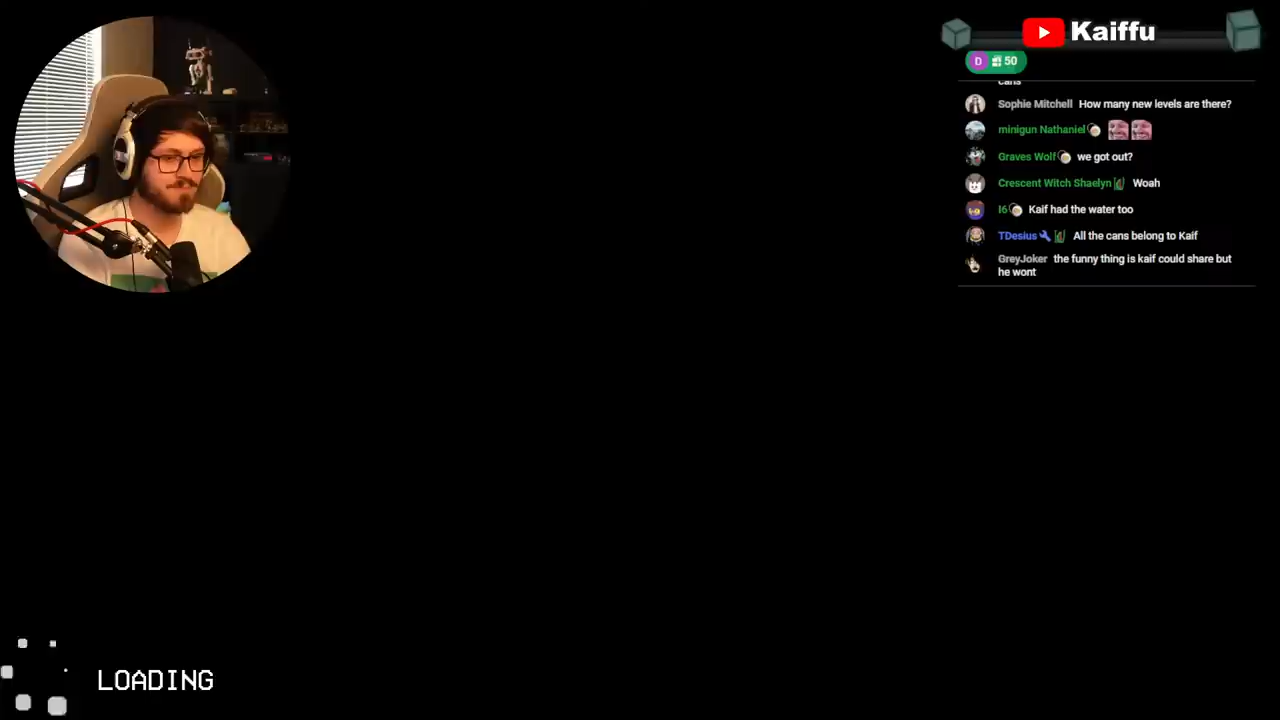 Kaiffu
D 50
cans
Sophie Mitchell How many new levels are there?
minigun Nathaniel
Graves Wolf we got out?
Crescent Witch Shaelyn Woah
I6 Kaif had the water too
TDesius All the cans belong to Kaif
GreyJoker the funny thing is kaif could share but
he wont
LOADING